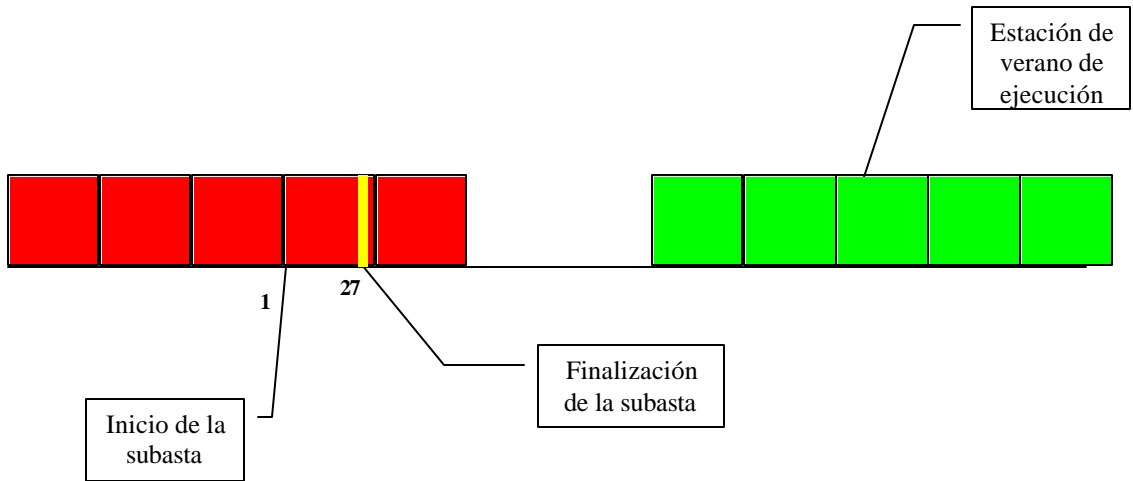 Estación de
verano de
ejecución
1
27
Finalización
de la subasta
Inicio de la
subasta